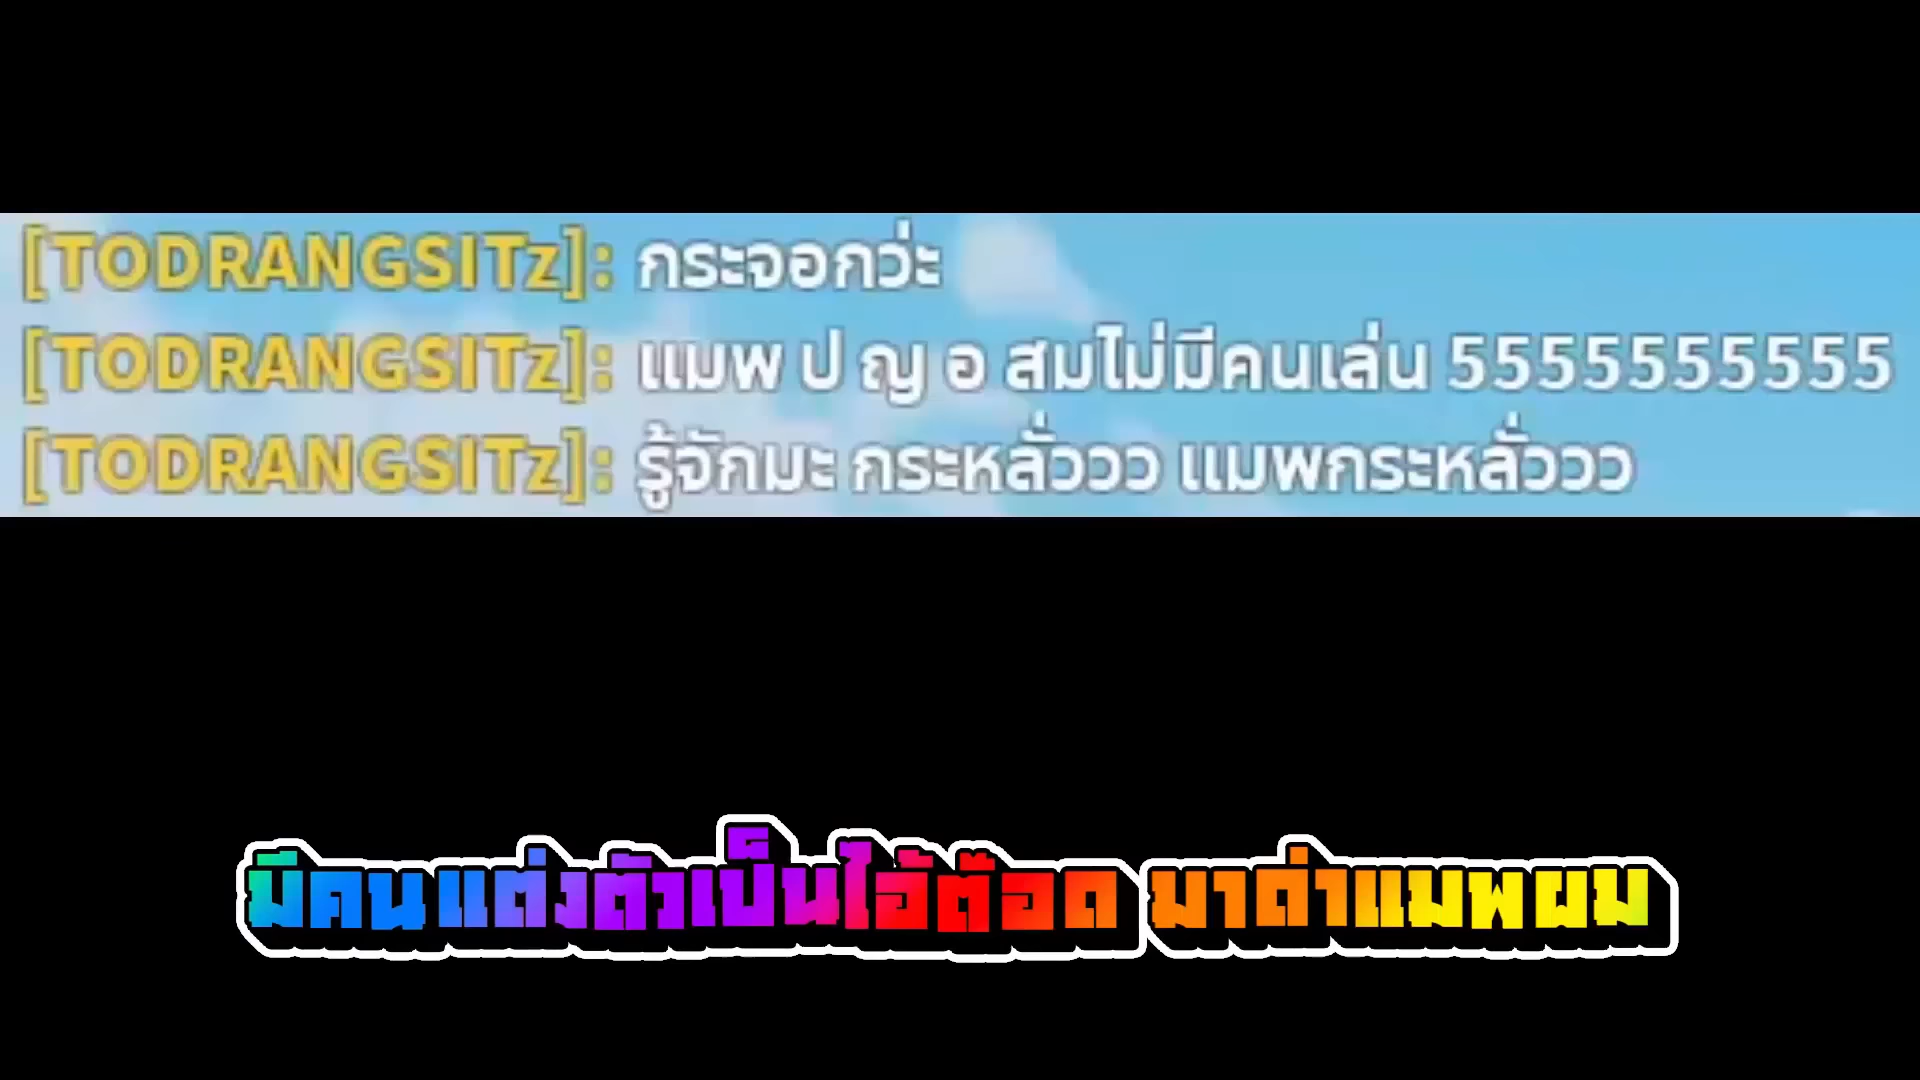 [TODRANGSITz]: กระจอกว่ะ
[TODRANGSITz]: แมพ ป ญ อ สมไม่มีคนเล่น 5555555555
[TODRANGSITz]: รู้จักมะ กระหลั่ววว แมพกระหลั่ววว
มีคนแต่งตัวเป็นไอ้ต๊อด มาด่าแมพผม